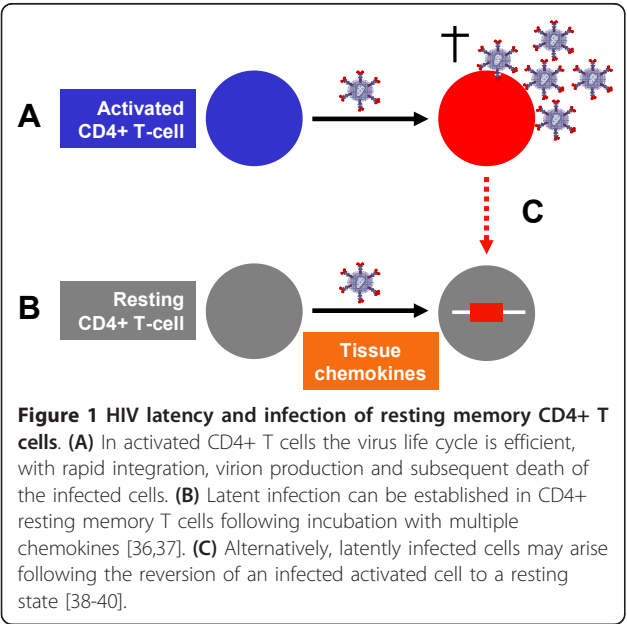 A
Activated
CD4+ T-cell
C
B
Resting
CD4+ T-cell
Tissue
chemokines
Figure 1 HIV latency and infection of resting memory CD4+ T
cells. (A) In activated CD4+ T cells the virus life cycle is efficient,
with rapid integration, virion production and subsequent death of
the infected cells. (B) Latent infection can be established in CD4+
resting memory T cells following incubation with multiple
chemokines [36,37]. (C) Alternatively, latently infected cells may arise
following the reversion of an infected activated cell to a resting
state [38-40].